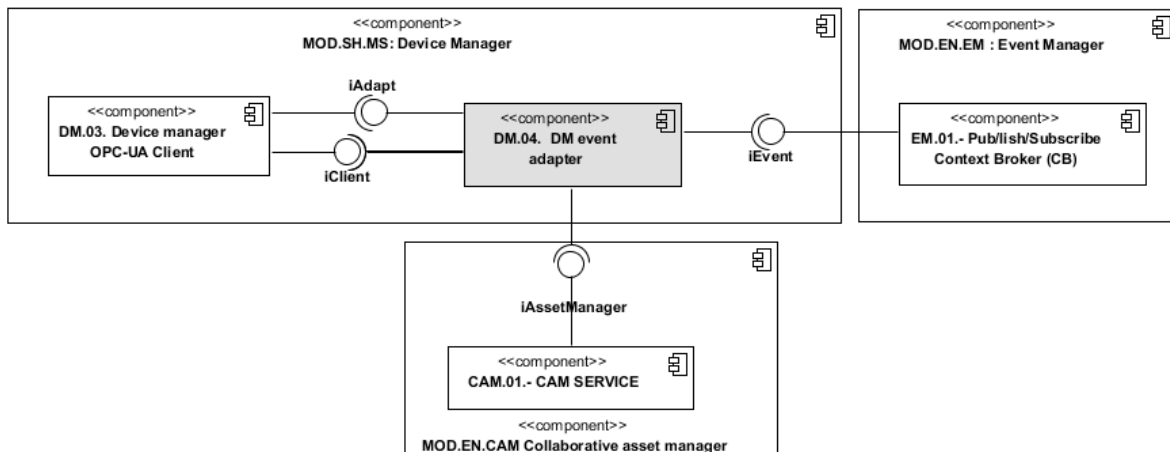 <<component>>
MOD.SH.MS: Device Manager
<<component>>
MOD.EN.EM : Event Manager
iAdapt
<<component>>
DM.03. Device manager
OPC-UA Client
<<component>>
DM.04. DM event
adapter
<<component>>
EM.01.- Pub/lish/Subscribe
Context Broker (CB)
iClient
iEvent
iAssetManager
<<component>>
CAM.01.- CAM SERVICE
<<component>>
MOD.EN.CAM Collaborative asset manager